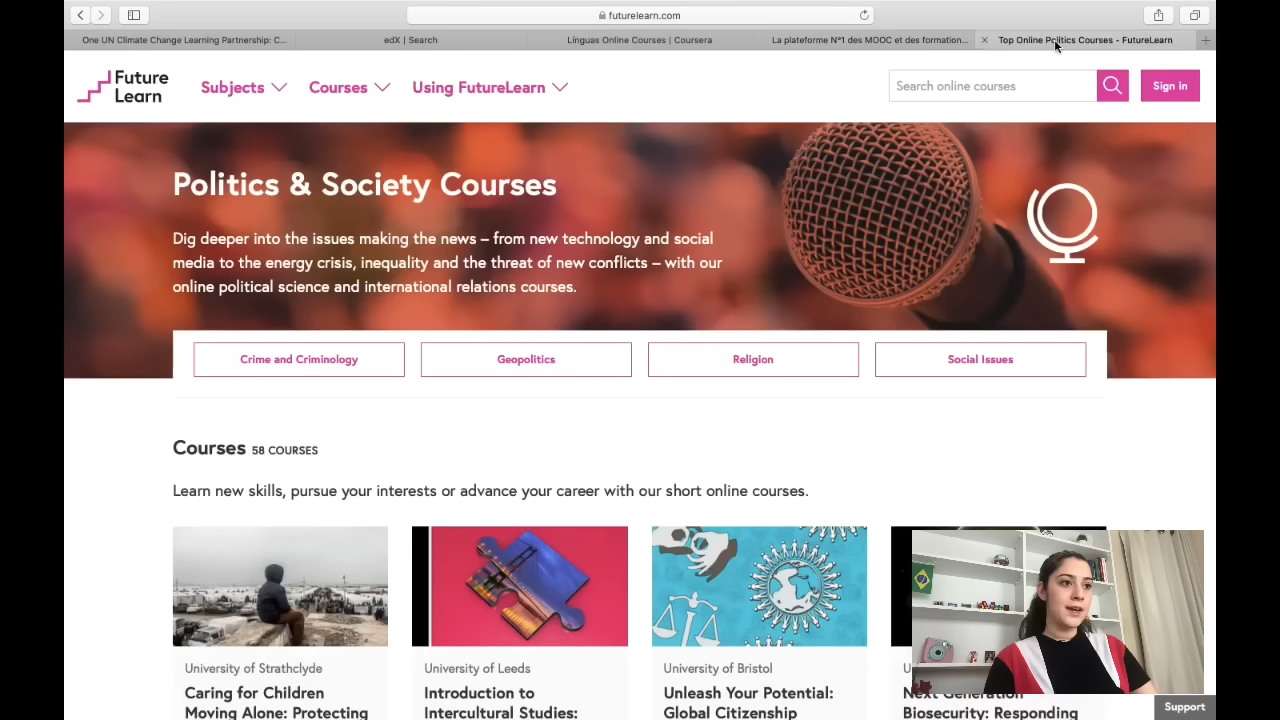 futurelearn.com
One UN Climate Change Learning Partnership: C...
edX | Search
Línguas Online Courses | Coursera
La plateforme N°1 des MOOC et des formation...
Top Online Politics Courses - FutureLearn
Future
Learn
Subjects
Courses
Using FutureLearn
Search online courses
Sign in
Politics & Society Courses
Dig deeper into the issues making the news – from new technology and social
media to the energy crisis, inequality and the threat of new conflicts – with our
online political science and international relations courses.
Crime and Criminology
Geopolitics
Religion
Social Issues
Courses 58 COURSES
Learn new skills, pursue your interests or advance your career with our short online courses.
University of Strathclyde
Caring for Children
Moving Alone: Protecting
University of Leeds
Introduction to
Intercultural Studies:
University of Bristol
Unleash Your Potential:
Global Citizenship
Next Generation
Biosecurity: Responding
Support